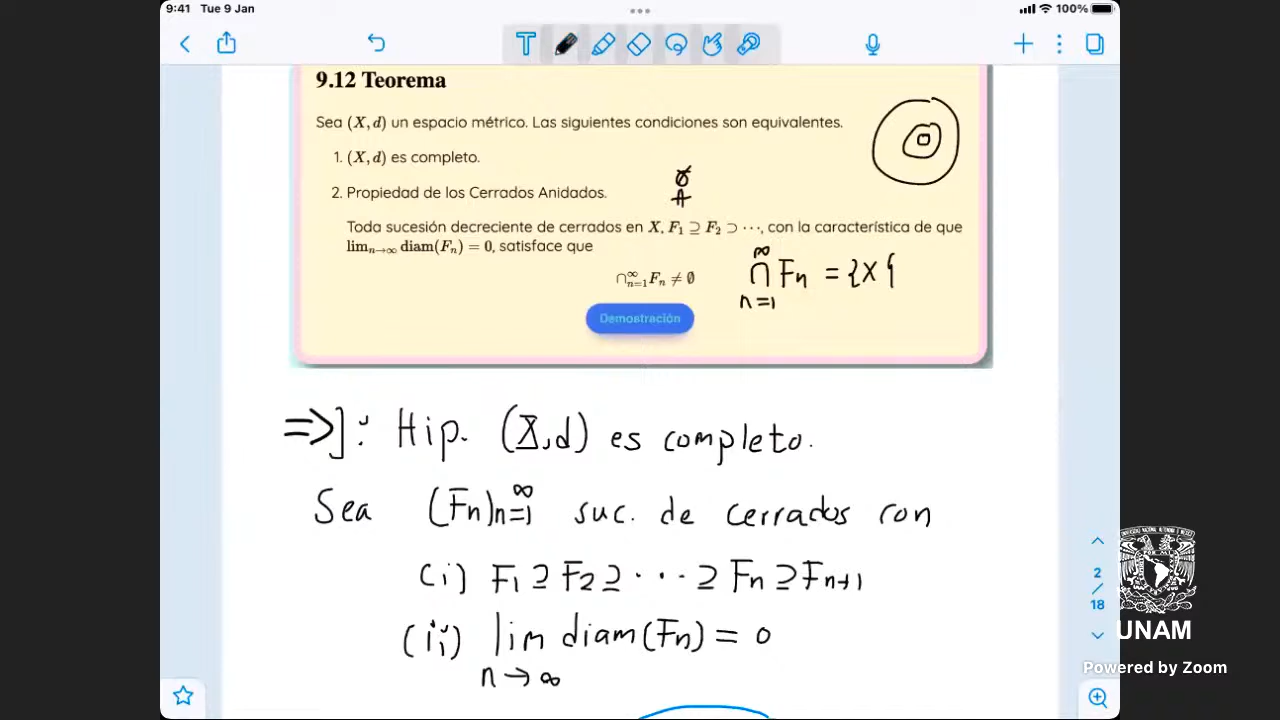 9:41 Tue 9 Jan
100%
9.12 Teorema
Sea (X, d) un espacio métrico. Las siguientes condiciones son equivalentes.
1. (X, d) es completo.
2. Propiedad de los Cerrados Anidados.
Toda sucesión decreciente de cerrados en X, F₁ ⊇ F₂ ⊃ ⋯, con la característica de que
lim_{n→∞} diam(Fₙ) = 0, satisface que
∩_{n=1}^∞ Fₙ ≠ ∅
∩_{n=1}^∞ Fn = {X}
Demostración
=>]: Hip. (X,d) es completo.
Sea (Fn)_{n=1}^∞ suc. de cerrados con
(i) F1 ⊇ F2 ⊇ ··· ⊇ Fn ⊇ Fn+1
(ii) lim_{n→∞} diam(Fn) = 0
2
/
18
UNAM
Powered by Zoom